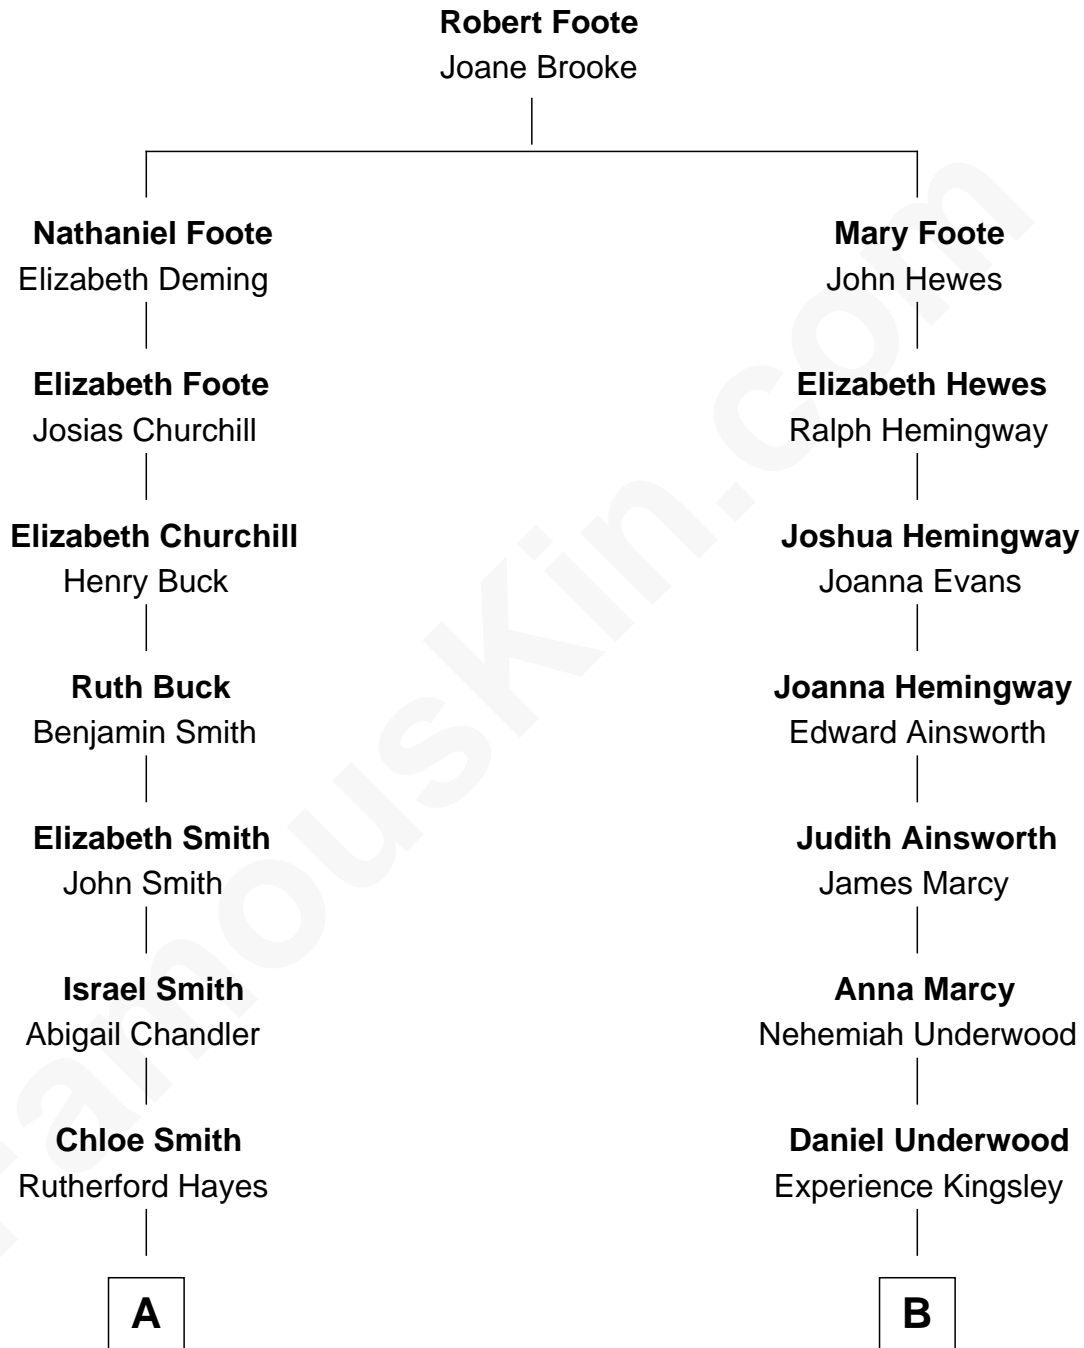 Robert Foote
Joane Brooke
Nathaniel Foote
Elizabeth Deming
Mary Foote
John Hewes
Elizabeth Foote
Josias Churchill
Elizabeth Hewes
Ralph Hemingway
Elizabeth Churchill
Henry Buck
Joshua Hemingway
Joanna Evans
Ruth Buck
Benjamin Smith
Joanna Hemingway
Edward Ainsworth
Elizabeth Smith
John Smith
Judith Ainsworth
James Marcy
Israel Smith
Abigail Chandler
Anna Marcy
Nehemiah Underwood
Chloe Smith
Rutherford Hayes
Daniel Underwood
Experience Kingsley
A
B
FamousKin.com